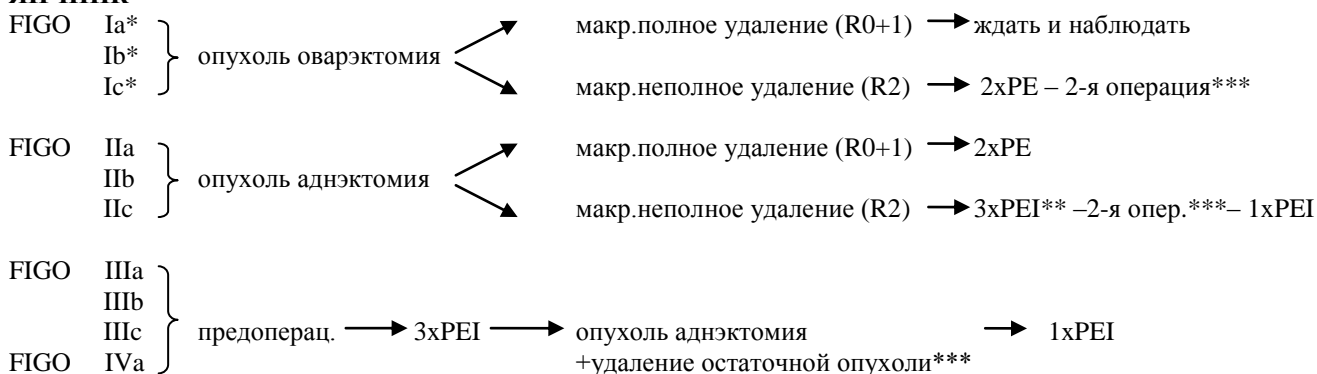 FIGO Ia* макр.полное удаление (R0+1) ждать и наблюдать
Ib* опухоль оварэктомия
Ic* макр.неполное удаление (R2) 2xPE – 2-я операция***
FIGO IIa макр.полное удаление (R0+1) 2xPE
IIb опухоль аднэктомия
IIc макр.неполное удаление (R2) 3xPEI** –2-я опер.***– 1xPEI
FIGO IIIa
IIIb
IIIc предоперац. 3xPEI опухоль аднэктомия 1xPEI
FIGO IVa +удаление остаточной опухоли***